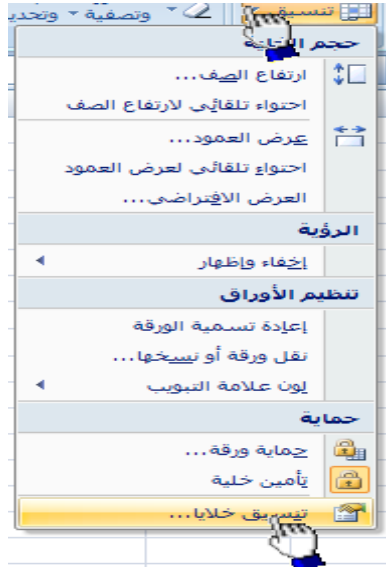 تنسيق وتصفية وتحديد
حجم الخلية
ارتفاع الصف...
احتواء تلقائي لارتفاع الصف
عرض العمود...
احتواء تلقائي لعرض العمود
العرض الافتراضي...
الرؤية
إخفاء وإظهار
تنظيم الأوراق
إعادة تسمية الورقة
نقل ورقة أو نسخها...
لون علامة التبويب
حماية
حماية ورقة...
تأمين خلية
تنسيق خلايا...